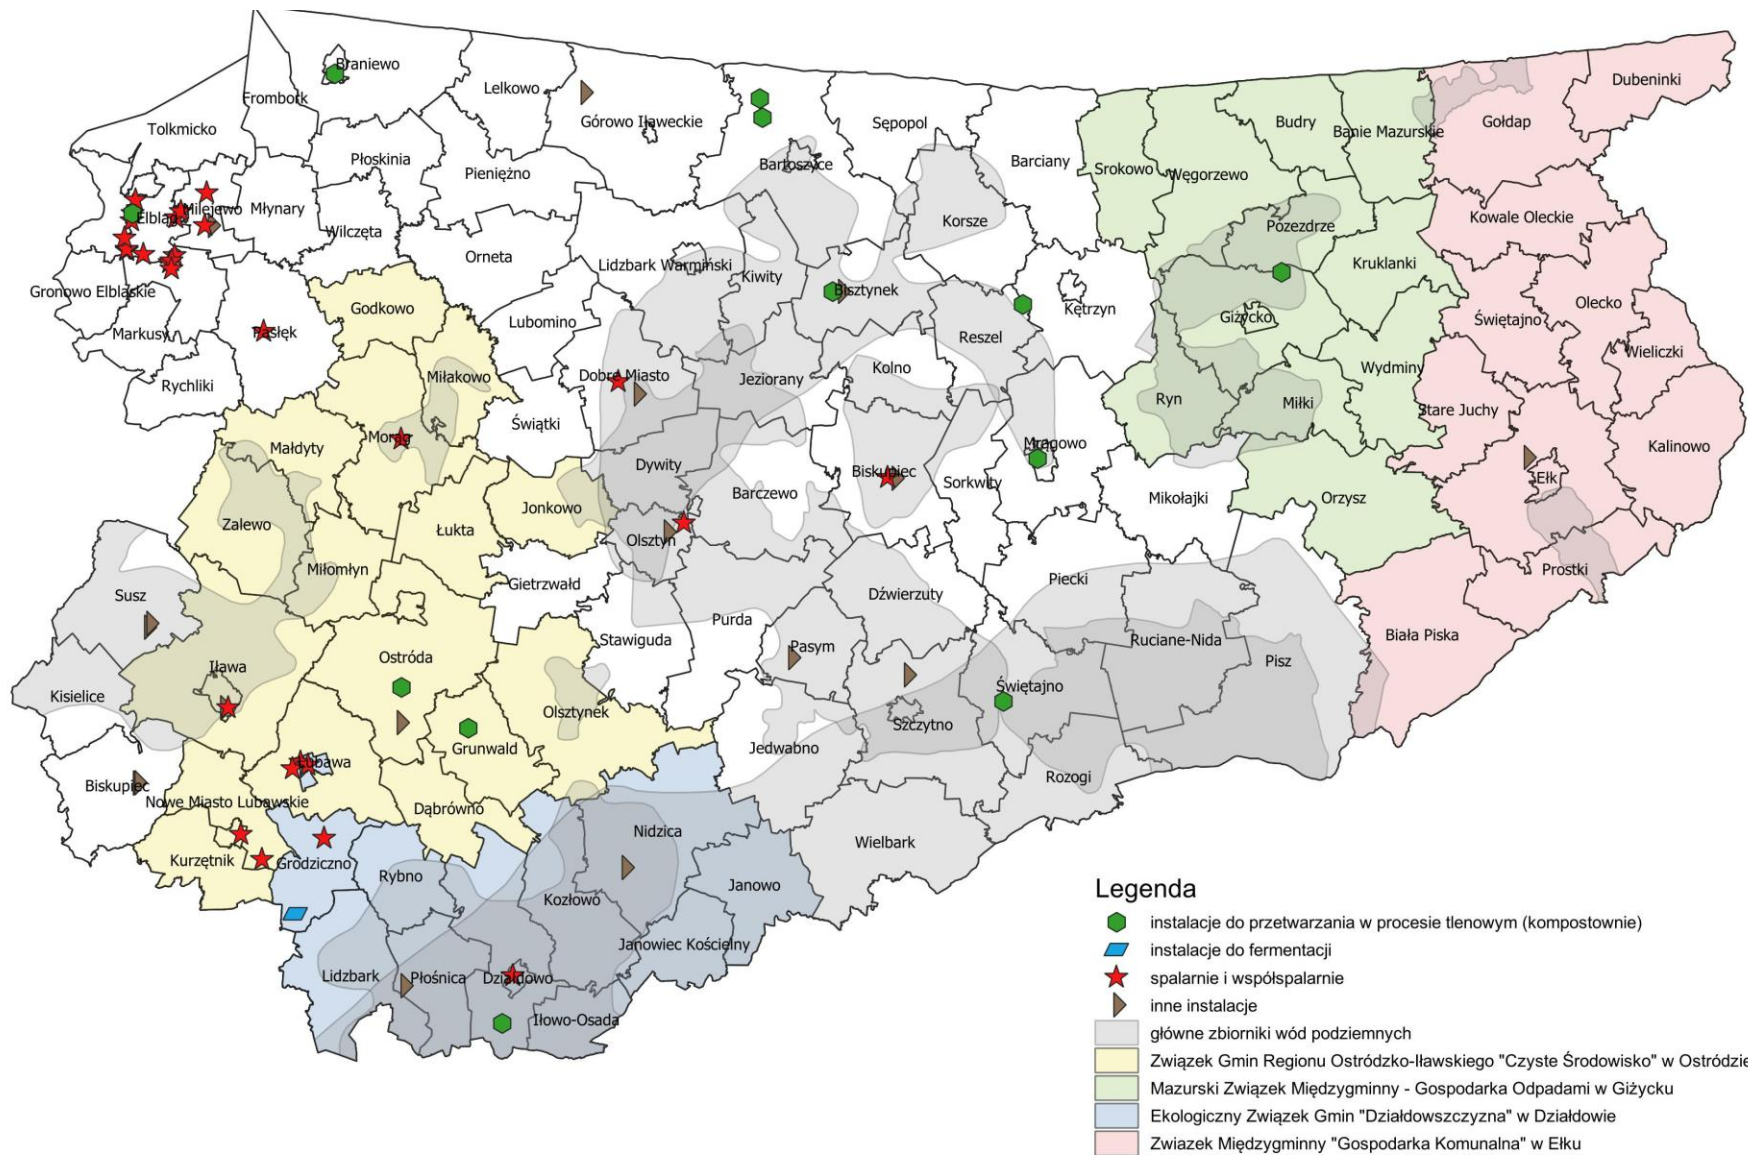 Braniewo
Lelkowo
Dubeninki
Frombork
Tolkmicko
Górowo Iławeckie
Sępopol
Budry
Banie Mazurskie
Gołdap
Płoskinia
Pieniężno
Bartoszyce
Barciany
Srokowo
Węgorzewo
Elbląg
Milejewo
Młynary
Wilczęta
Korsze
Pozezdrze
Kowale Oleckie
Orneta
Lidzbark Warmiński
Kiwity
Bisztynek
Kruklanki
Gronowo Elbląskie
Godkowo
Lubomino
Kętrzyn
Giżycko
Olecko
Markusy
Pasłęk
Reszel
Świętajno
Wieliczki
Rychliki
Miłakowo
Dobre Miasto
Jeziorany
Kolno
Wydminy
Ryn
Miłki
Stare Juchy
Świątki
Małdyty
Morąg
Mrągowo
Kalinowo
Dywity
Biskupiec
Sorkwity
Barczewo
Mikołajki
Orzysz
Ełk
Jonkowo
Zalewo
Łukta
Olsztyn
Miłomłyn
Gietrzwałd
Piecki
Prostki
Susz
Dźwierzuty
Purda
Stawiguda
Pasym
Ruciane-Nida
Biała Piska
Iława
Ostróda
Pisz
Kisielice
Świętajno
Olsztynek
Szczytno
Grunwald
Jedwabno
Lubawa
Rozogi
Biskupiec
Nowe Miasto Lubawskie
Dąbrówno
Nidzica
Wielbark
Kurzętnik
Grodziczno
Rybno
Janowo
Kozłowo
Janowiec Kościelny
Lidzbark
Płośnica
Działdowo
Iłowo-Osada
Legenda
instalacje do przetwarzania w procesie tlenowym (kompostownie)
instalacje do fermentacji
spalarnie i współspalarnie
inne instalacje
główne zbiorniki wód podziemnych
Związek Gmin Regionu Ostródzko-Iławskiego "Czyste Środowisko" w Ostródzie
Mazurski Związek Międzygminny - Gospodarka Odpadami w Giżycku
Ekologiczny Związek Gmin "Działdowszczyzna" w Działdowie
Zwiazek Międzygminny "Gospodarka Komunalna" w Ełku